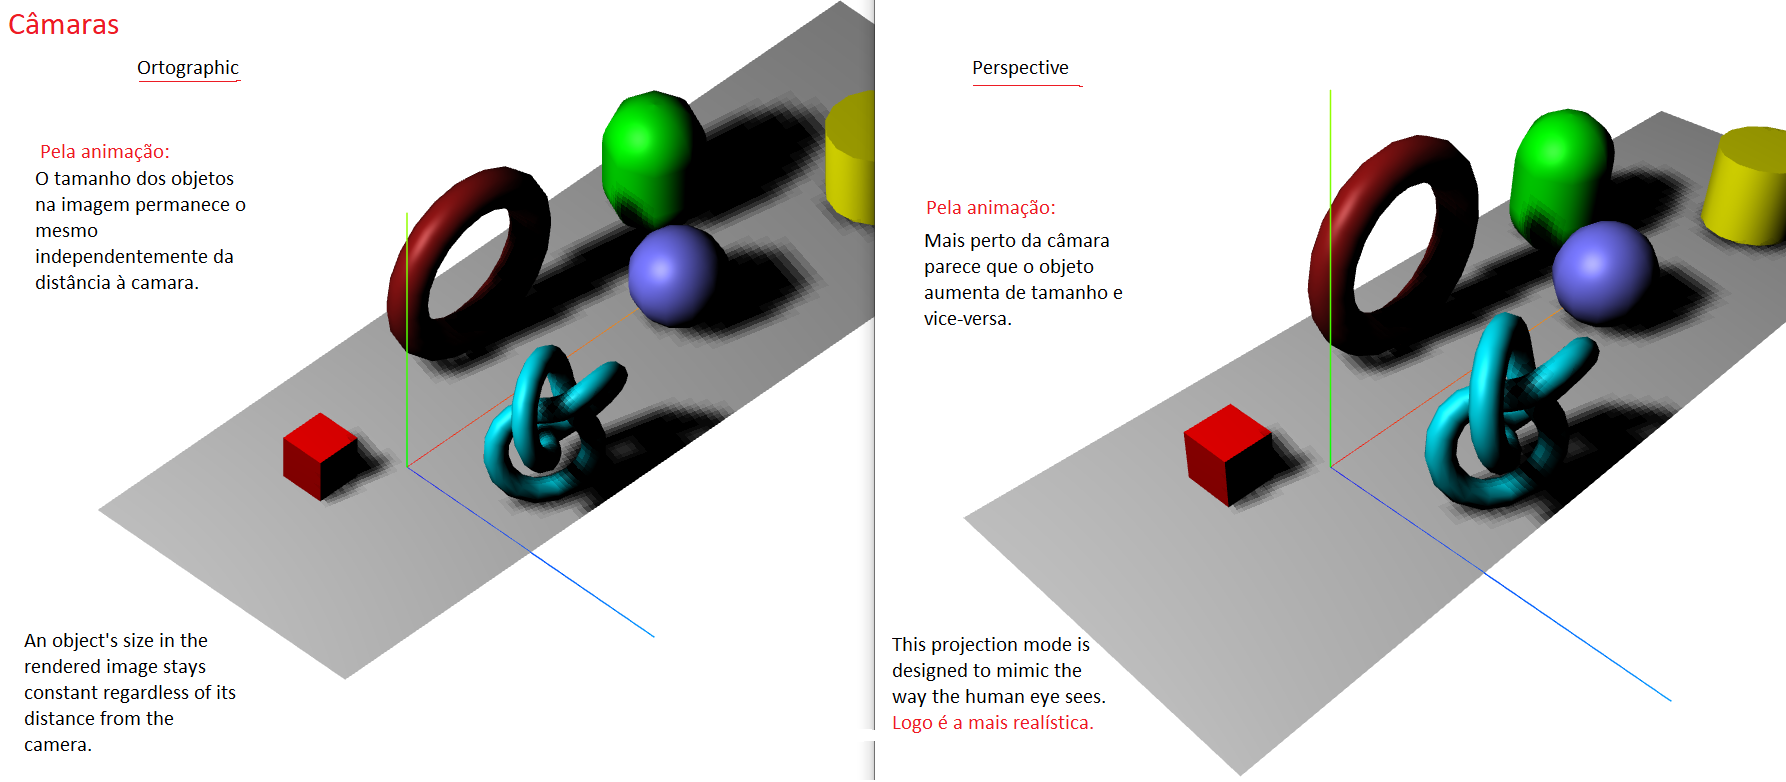 Câmaras
Ortographic
Pela animação:
O tamanho dos objetos
na imagem permanece o
mesmo
independentemente da
distância à camara.
An object's size in the
rendered image stays
constant regardless of its
distance from the
camera.
Perspective
Pela animação:
Mais perto da câmara
parece que o objeto
aumenta de tamanho e
vice-versa.
This projection mode is
designed to mimic the
way the human eye sees.
Logo é a mais realística.